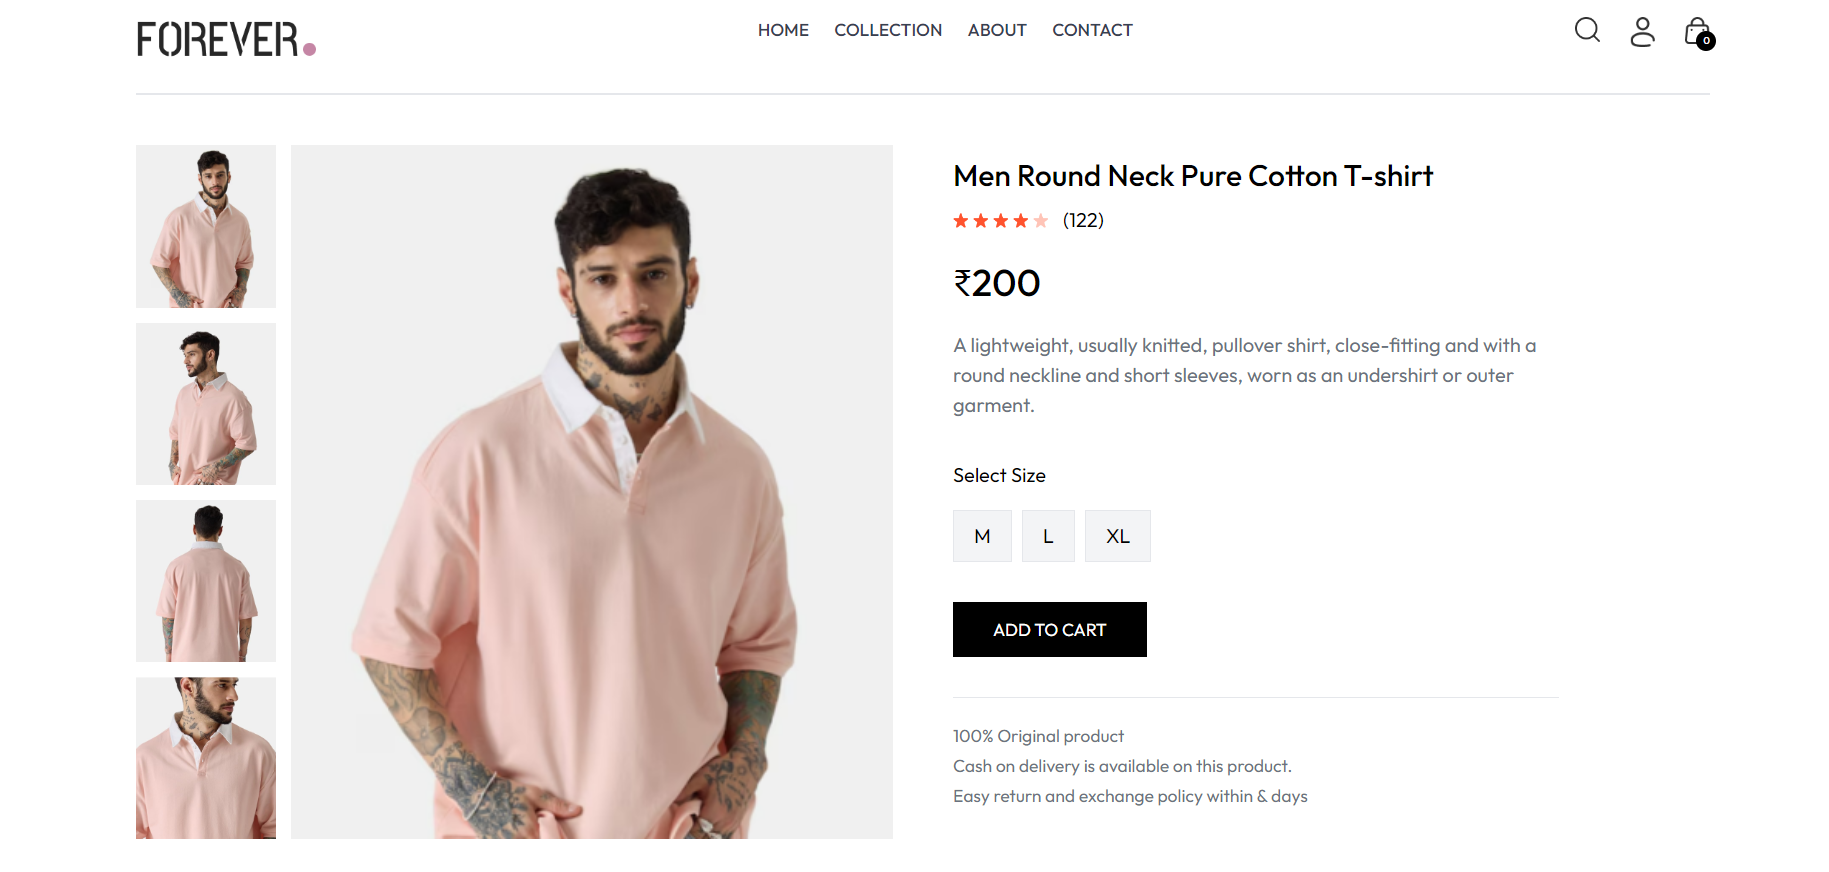 FOREVER.
HOME COLLECTION ABOUT CONTACT
0
Men Round Neck Pure Cotton T-shirt
(122)
₹200
A lightweight, usually knitted, pullover shirt, close-fitting and with a
round neckline and short sleeves, worn as an undershirt or outer
garment.
Select Size
M L XL
ADD TO CART
100% Original product
Cash on delivery is available on this product.
Easy return and exchange policy within & days